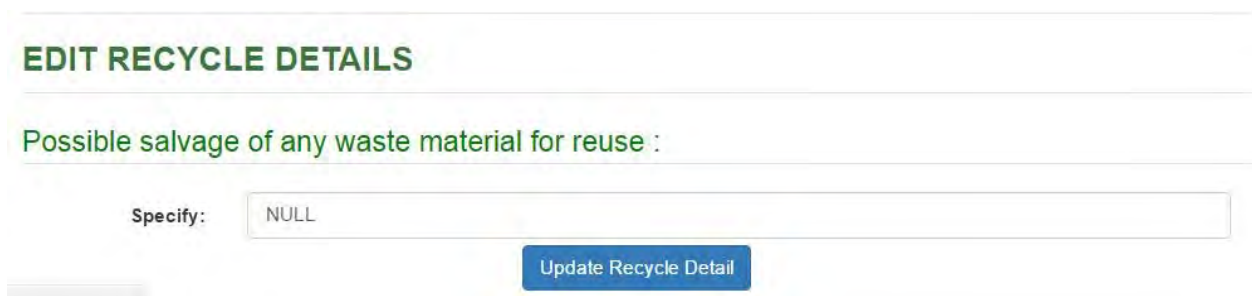 EDIT RECYCLE DETAILS
Possible salvage of any waste material for reuse :
Specify: NULL
Update Recycle Detail